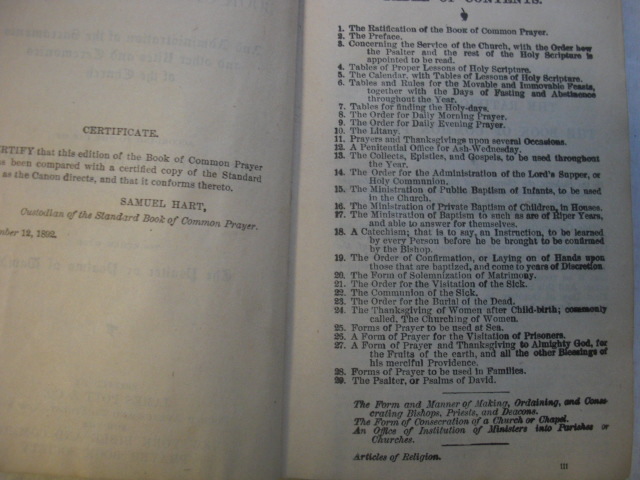 CERTIFICATE.
CERTIFY that this edition of the Book of Common Prayer
been compared with a certified copy of the Standard
as the Canon directs, and that it conforms thereto.
SAMUEL HART,
Custodian of the Standard Book of Common Prayer.
mber 12, 1892.
OF CONTENTS.
1. The Ratification of the Book of Common Prayer.
2. The Preface.
3. Concerning the Service of the Church, with the Order how
the Psalter and the rest of the Holy Scripture is
appointed to be read.
4. Tables of Proper Lessons of Holy Scripture.
5. The Calendar, with Tables of Lessons of Holy Scripture.
6. Tables and Rules for the Movable and Immovable Feasts,
together with the Days of Fasting and Abstinence
throughout the Year.
7. Tables for finding the Holy-days.
8. The Order for Daily Morning Prayer.
9. The Order for Daily Evening Prayer.
10. The Litany.
11. Prayers and Thanksgivings upon several Occasions.
12. A Penitential Office for Ash-Wednesday.
13. The Collects, Epistles, and Gospels, to be used throughout
the Year.
14. The Order for the Administration of the Lord's Supper, or
Holy Communion.
15. The Ministration of Public Baptism of Infants, to be used
in the Church.
16. The Ministration of Private Baptism of Children, in Houses.
17. The Ministration of Baptism to such as are of Riper Years,
and able to answer for themselves.
18. A Catechism; that is to say, an Instruction, to be learned
by every Person before he be brought to be confirmed
by the Bishop.
19. The Order of Confirmation, or Laying on of Hands upon
those that are baptized, and come to years of Discretion.
20. The Form of Solemnization of Matrimony.
21. The Order for the Visitation of the Sick.
22. The Communion of the Sick.
23. The Order for the Burial of the Dead.
24. The Thanksgiving of Women after Child-birth; commonly
called, The Churching of Women.
25. Forms of Prayer to be used at Sea.
26. A Form of Prayer for the Visitation of Prisoners.
27. A Form of Prayer and Thanksgiving to Almighty God, for
the Fruits of the earth, and all the other Blessings of
his merciful Providence.
28. Forms of Prayer to be used in Families.
29. The Psalter, or Psalms of David.
The Form and Manner of Making, Ordaining, and Conse-
crating Bishops, Priests, and Deacons.
The Form of Consecration of a Church or Chapel.
An Office of Institution of Ministers into Parishes or
Churches.
Articles of Religion.
III